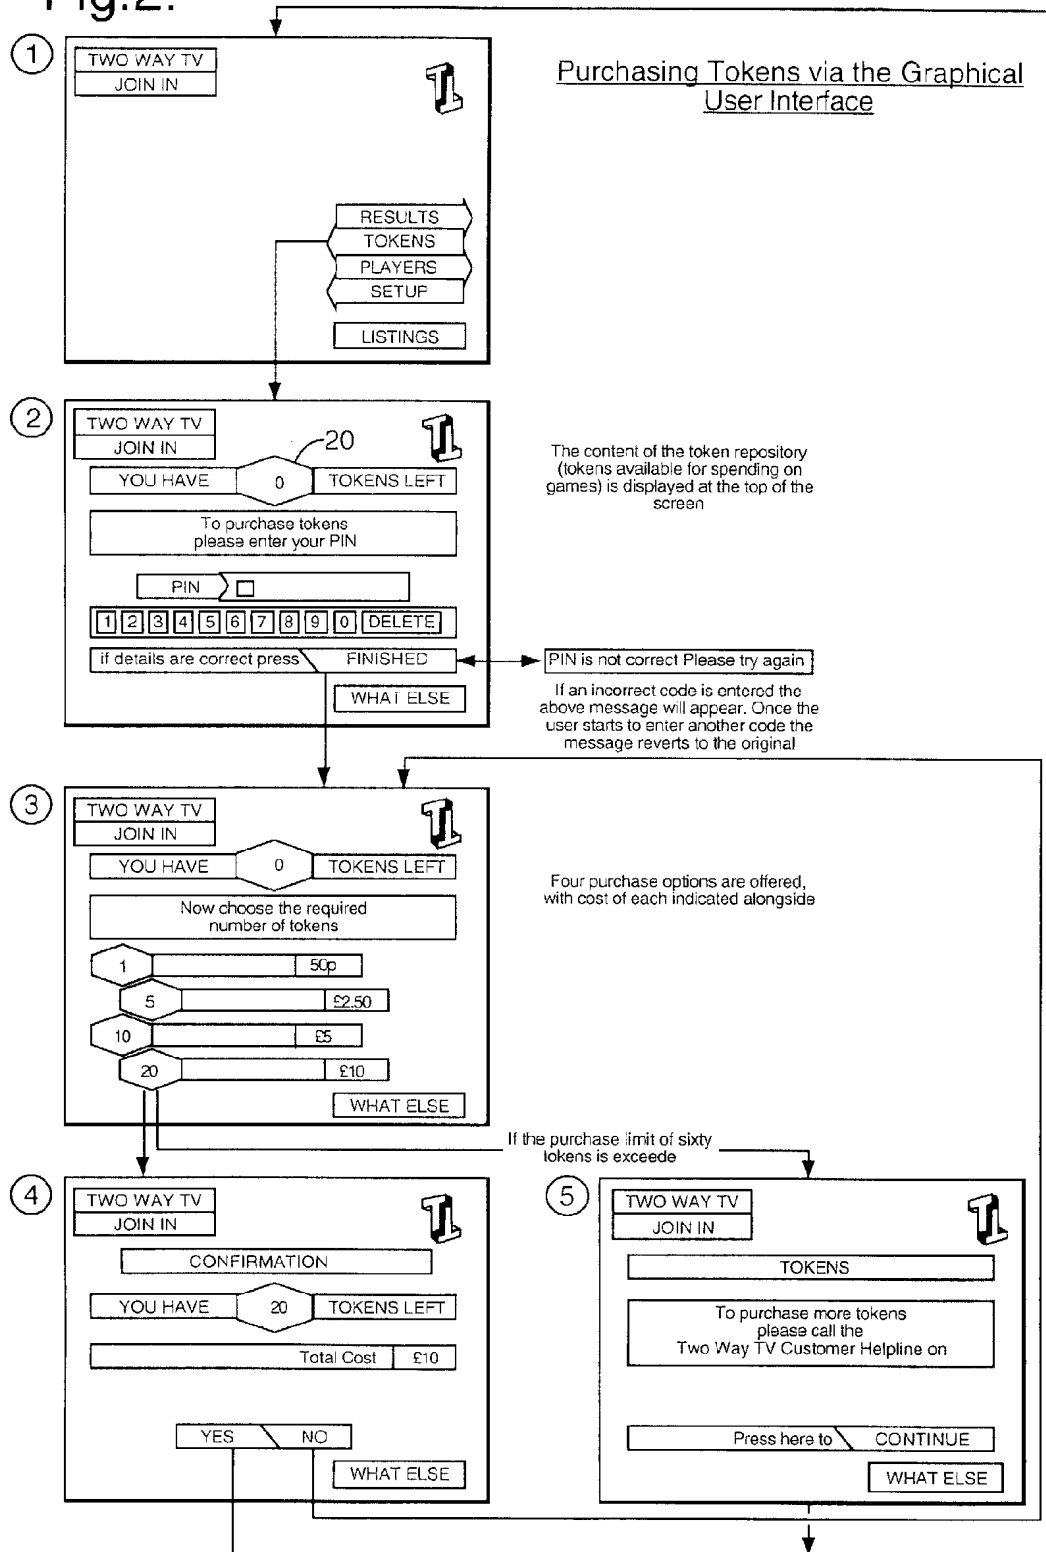 Fig.2.
Purchasing Tokens via the Graphical
User Interface
1
TWO WAY TV
JOIN IN
RESULTS
TOKENS
PLAYERS
SETUP
LISTINGS
2
TWO WAY TV
JOIN IN
20
YOU HAVE 0 TOKENS LEFT
To purchase tokens
please enter your PIN
PIN
1 2 3 4 5 6 7 8 9 0 DELETE
if details are correct press FINISHED
WHAT ELSE
The content of the token repository
(tokens available for spending on
games) is displayed at the top of the
screen
PIN is not correct Please try again
If an incorrect code is entered the
above message will appear. Once the
user starts to enter another code the
message reverts to the original
3
TWO WAY TV
JOIN IN
YOU HAVE 0 TOKENS LEFT
Now choose the required
number of tokens
1 50p
5 £2.50
10 £5
20 £10
WHAT ELSE
Four purchase options are offered,
with cost of each indicated alongside
If the purchase limit of sixty
tokens is exceede
4
TWO WAY TV
JOIN IN
CONFIRMATION
YOU HAVE 20 TOKENS LEFT
Total Cost £10
YES NO
WHAT ELSE
5
TWO WAY TV
JOIN IN
TOKENS
To purchase more tokens
please call the
Two Way TV Customer Helpline on
Press here to CONTINUE
WHAT ELSE